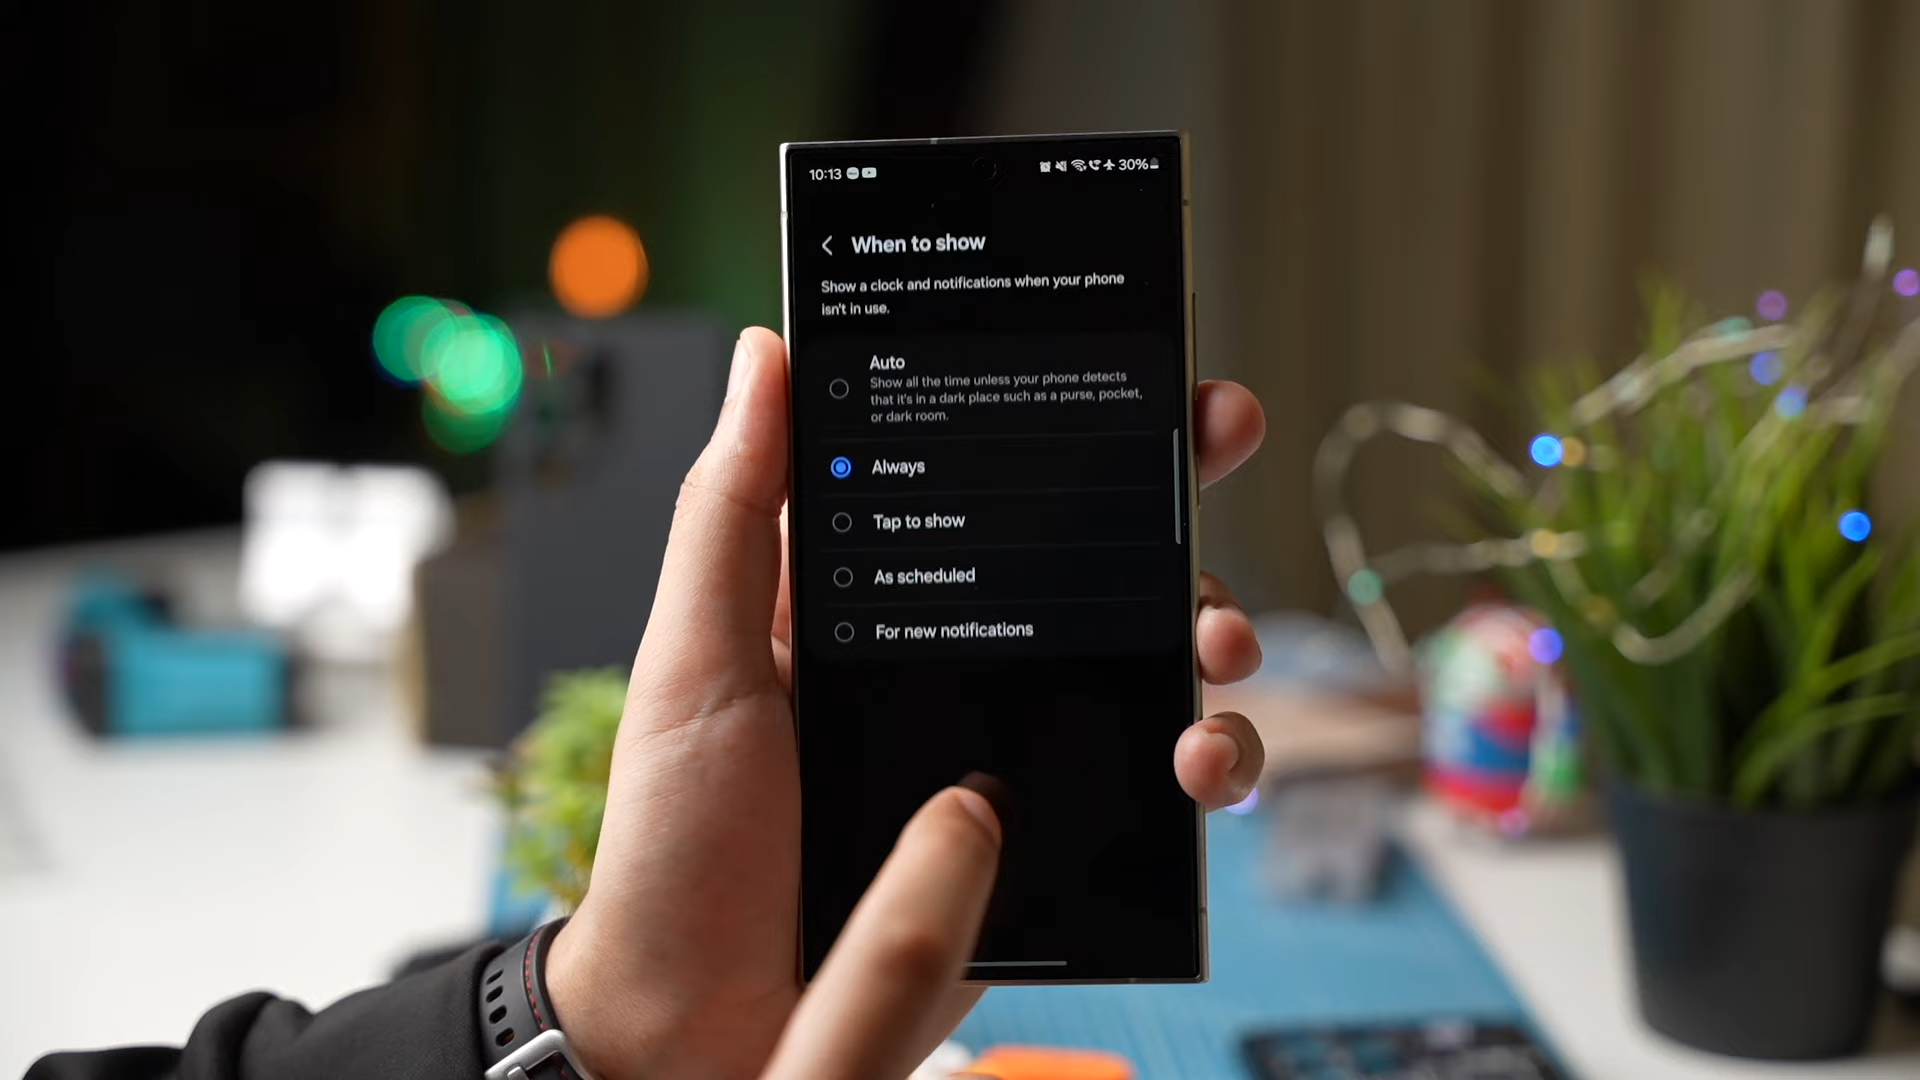 10:13
30%
When to show
Show a clock and notifications when your phone
isn't in use.
Auto
Show all the time unless your phone detects
that it's in a dark place such as a purse, pocket,
or dark room.
Always
Tap to show
As scheduled
For new notifications